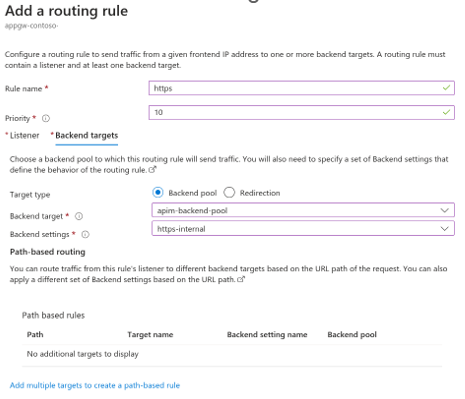 Add a routing rule
appgw-contoso-
Configure a routing rule to send traffic from a given frontend IP address to one or more backend targets. A routing rule must
contain a listener and at least one backend target.
Rule name * https
Priority * 10
* Listener * Backend targets
Choose a backend pool to which this routing rule will send traffic. You will also need to specify a set of Backend settings that
define the behavior of the routing rule.
Target type Backend pool Redirection
Backend target * apim-backend-pool
Backend settings * https-internal
Path-based routing
You can route traffic from this rule's listener to different backend targets based on the URL path of the request. You can also
apply a different set of Backend settings based on the URL path.
Path based rules
Path Target name Backend setting name Backend pool
No additional targets to display
Add multiple targets to create a path-based rule